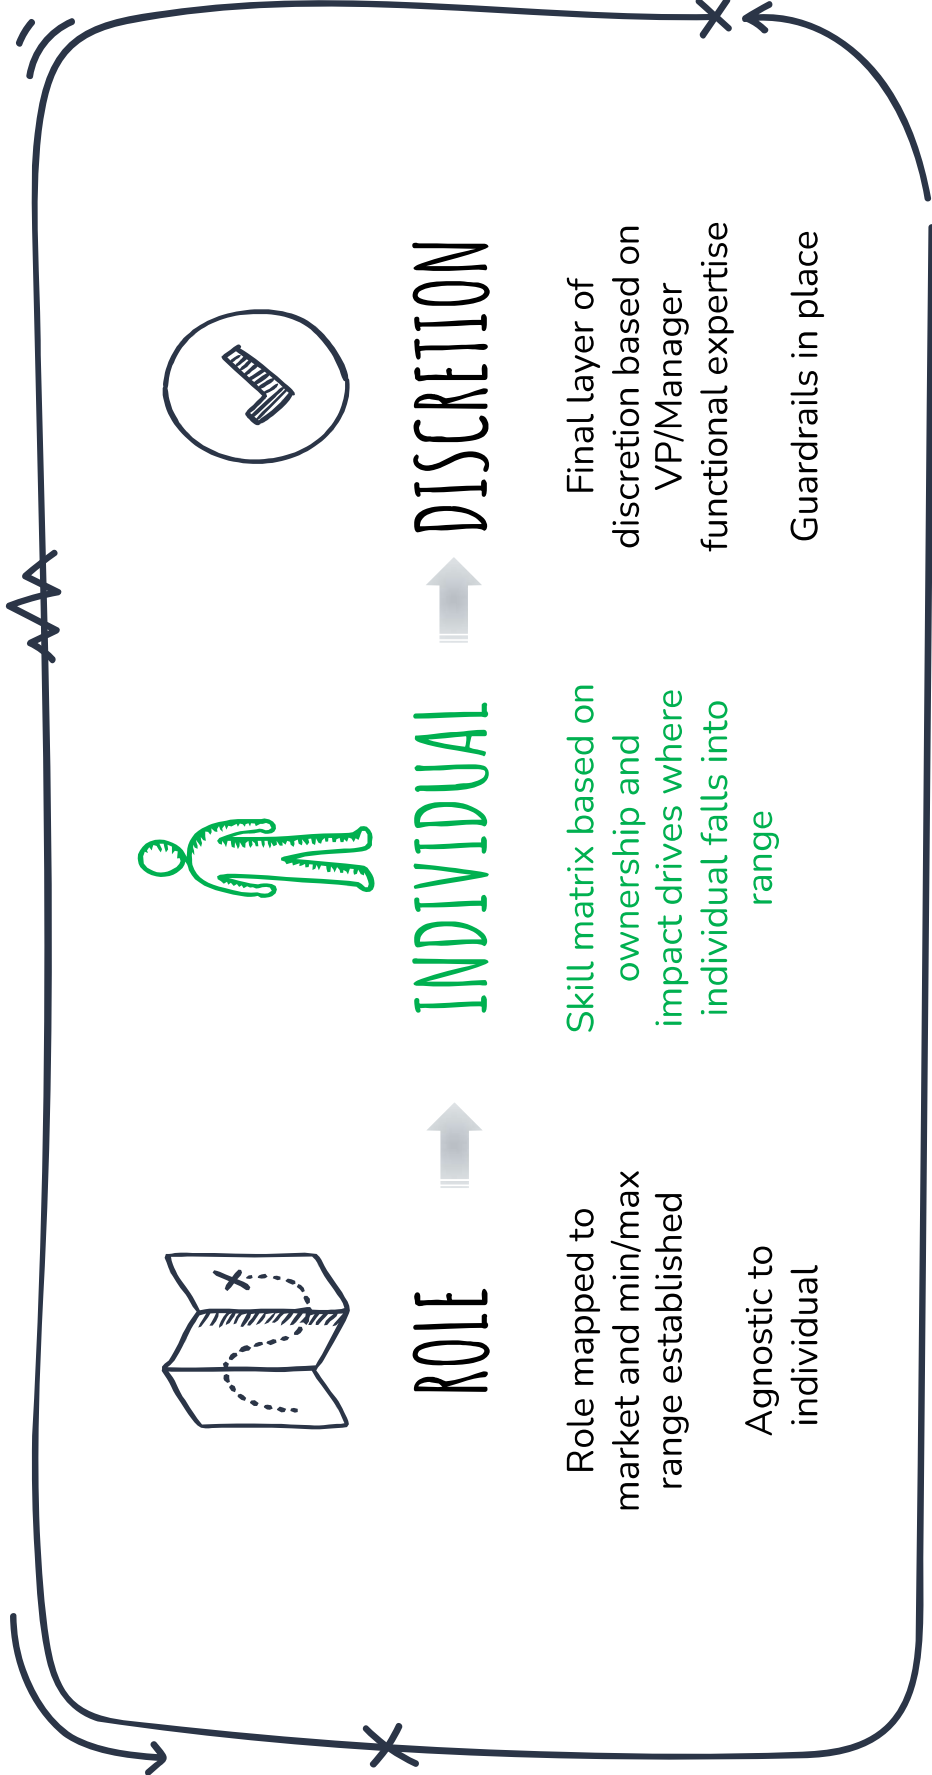 ROLE
Role mapped to
market and min/max
range established
Agnostic to
individual
INDIVIDUAL
Skill matrix based on
ownership and
impact drives where
individual falls into
range
DISCRETION
Final layer of
discretion based on
VP/Manager
functional expertise
Guardrails in place